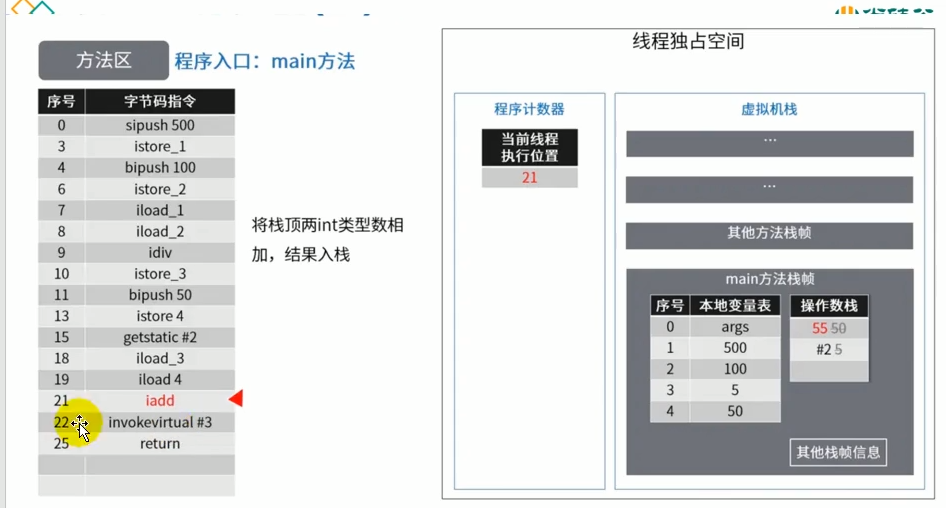 方法区
程序入口：main方法
序号 字节码指令
0 sipush 500
3 istore_1
4 bipush 100
6 istore_2
7 iload_1
8 iload_2
9 idiv
10 istore_3
11 bipush 50
13 istore 4
15 getstatic #2
18 iload_3
19 iload 4
21 iadd
22 invokevirtual #3
25 return
将栈顶两int类型数相
加，结果入栈
线程独占空间
程序计数器
当前线程
执行位置
21
虚拟机栈
...
...
其他方法栈帧
main方法栈帧
序号 本地变量表
0 args
1 500
2 100
3 5
4 50
操作数栈
55 50
#2 5
其他栈帧信息